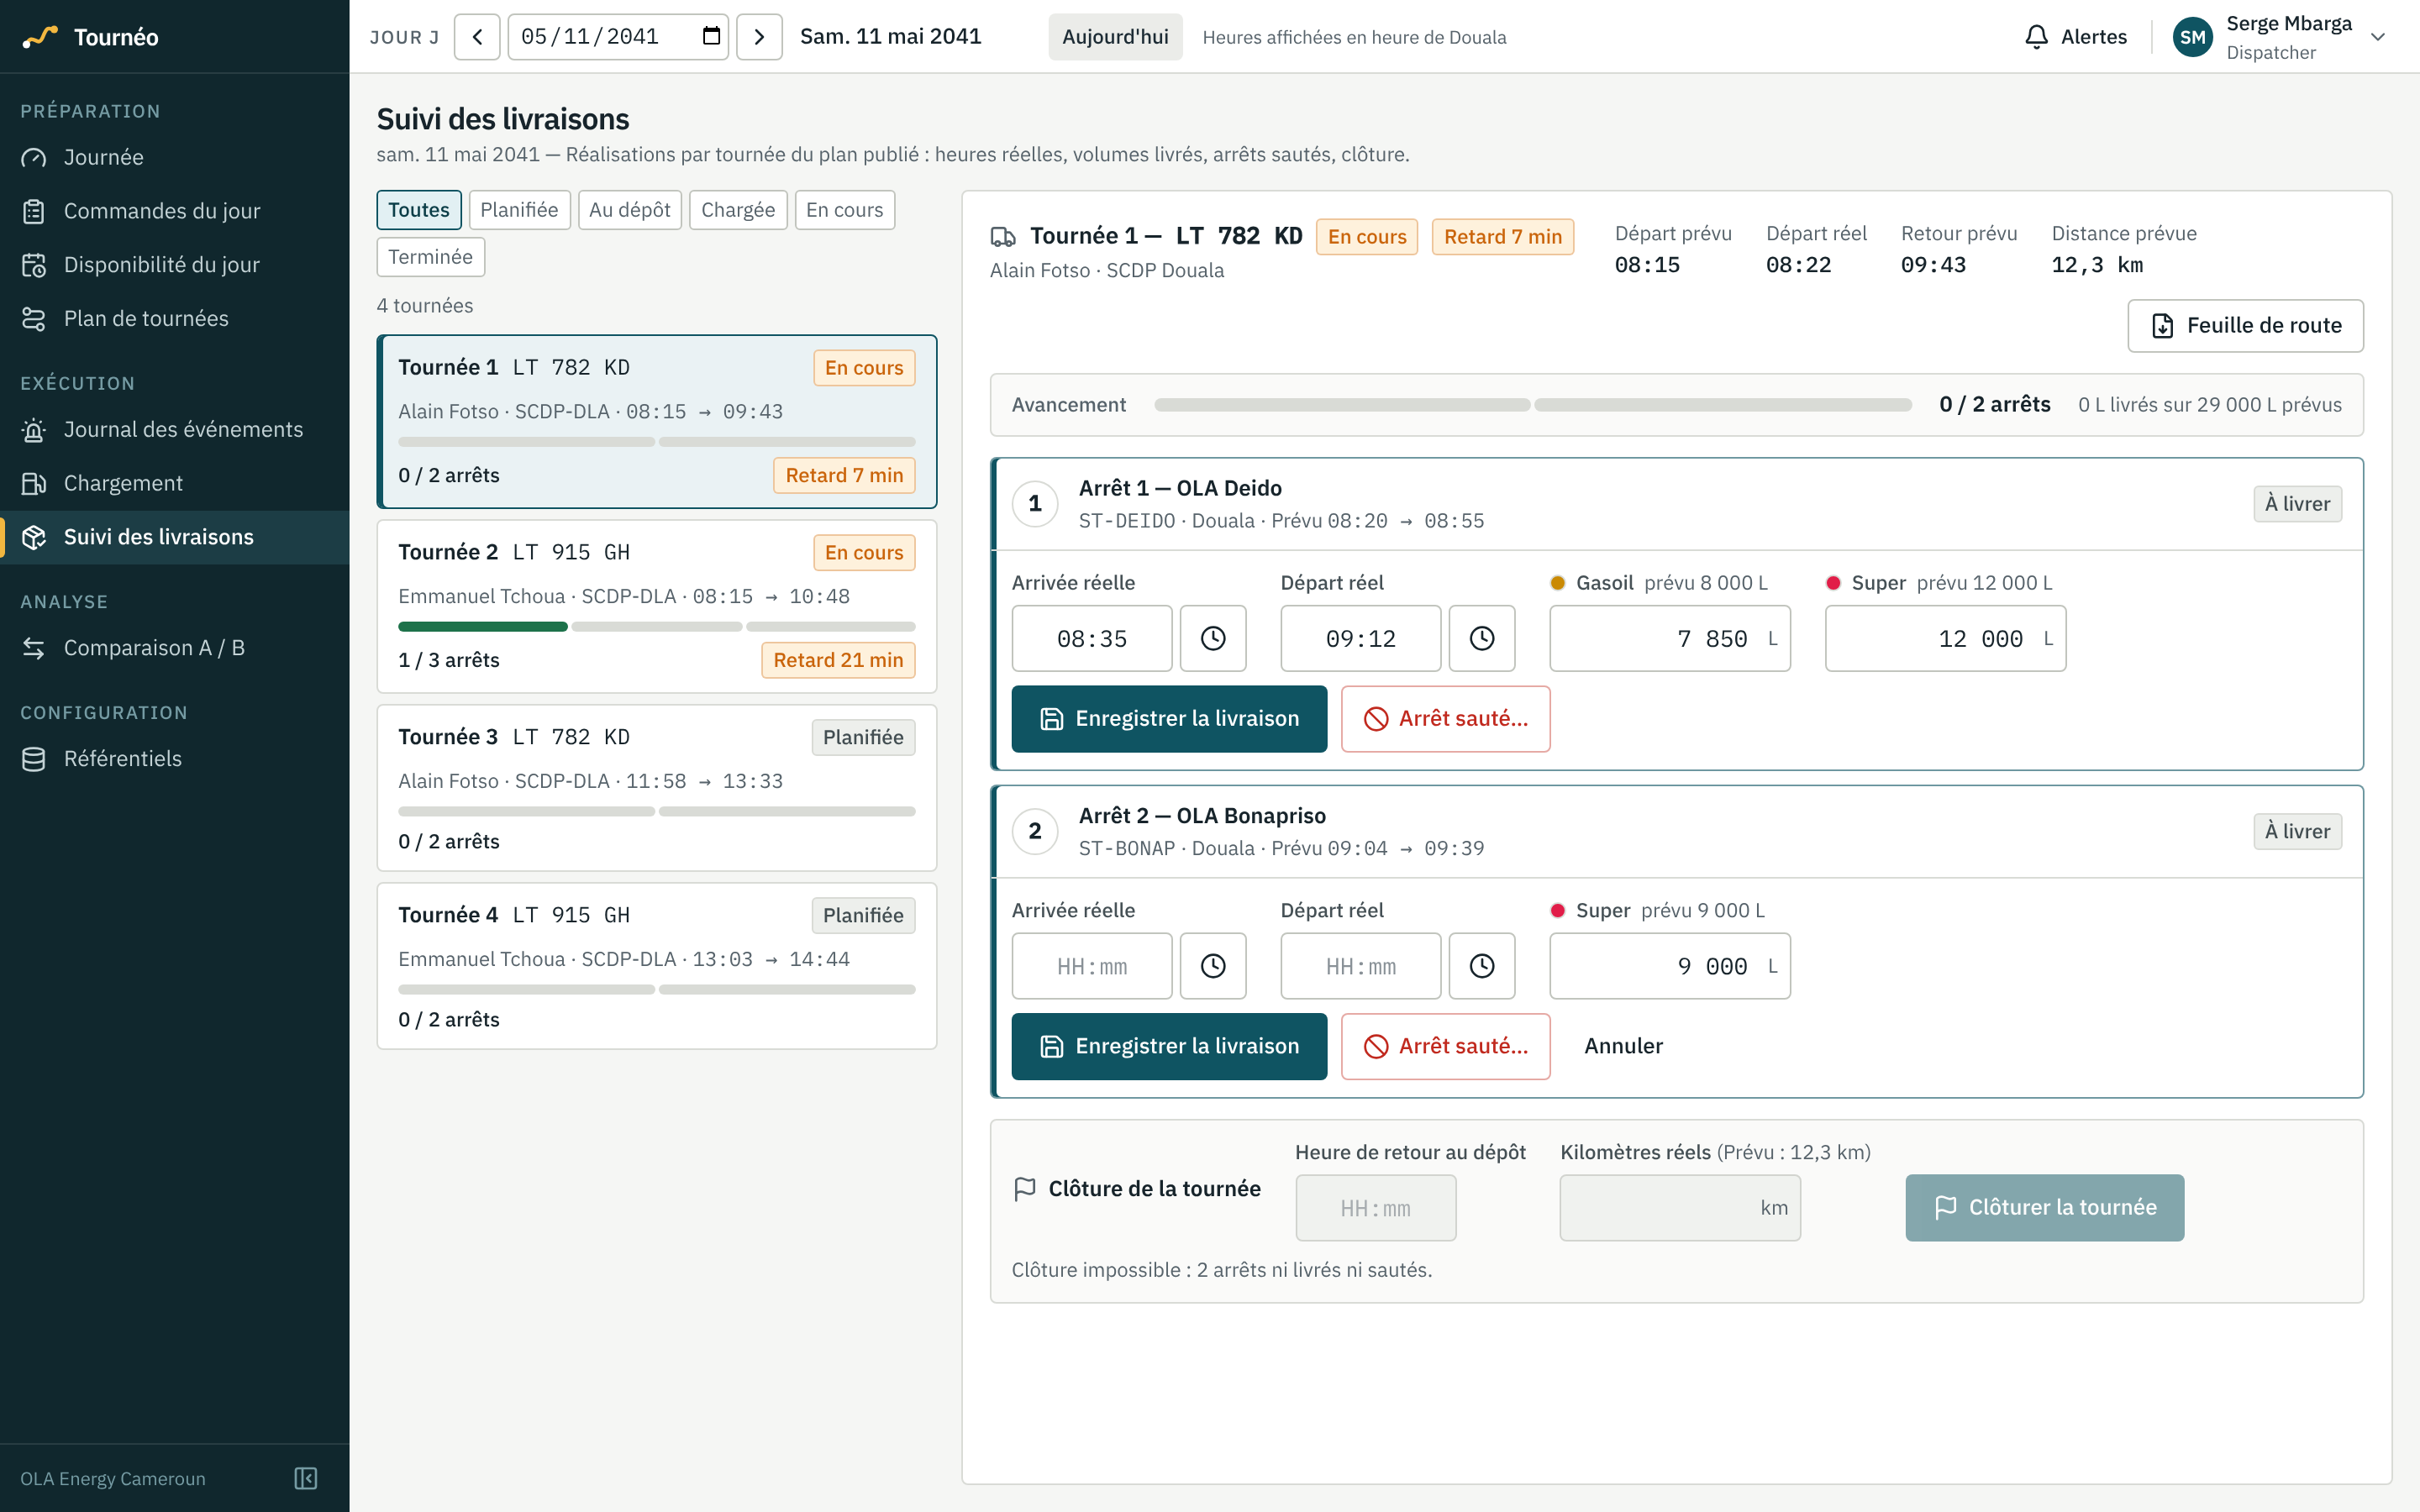 Tournéo
PRÉPARATION
Journée
Commandes du jour
Disponibilité du jour
Plan de tournées
EXÉCUTION
Journal des événements
Chargement
Suivi des livraisons
ANALYSE
Comparaison A / B
CONFIGURATION
Référentiels
OLA Energy Cameroun
JOUR J
05/11/2041
Sam. 11 mai 2041
Aujourd'hui
Heures affichées en heure de Douala
Alertes
SM
Serge Mbarga
Dispatcher
Suivi des livraisons
sam. 11 mai 2041 — Réalisations par tournée du plan publié : heures réelles, volumes livrés, arrêts sautés, clôture.
Toutes
Planifiée
Au dépôt
Chargée
En cours
Terminée
4 tournées
Tournée 1 LT 782 KD
En cours
Alain Fotso · SCDP-DLA · 08:15 → 09:43
0 / 2 arrêts
Retard 7 min
Tournée 2 LT 915 GH
En cours
Emmanuel Tchoua · SCDP-DLA · 08:15 → 10:48
1 / 3 arrêts
Retard 21 min
Tournée 3 LT 782 KD
Planifiée
Alain Fotso · SCDP-DLA · 11:58 → 13:33
0 / 2 arrêts
Tournée 4 LT 915 GH
Planifiée
Emmanuel Tchoua · SCDP-DLA · 13:03 → 14:44
0 / 2 arrêts
Tournée 1 — LT 782 KD
En cours
Retard 7 min
Alain Fotso · SCDP Douala
Départ prévu
08:15
Départ réel
08:22
Retour prévu
09:43
Distance prévue
12,3 km
Feuille de route
Avancement
0 / 2 arrêts
0 L livrés sur 29 000 L prévus
1
Arrêt 1 — OLA Deido
ST-DEIDO · Douala · Prévu 08:20 → 08:55
À livrer
Arrivée réelle
08:35
Départ réel
09:12
Gasoil prévu 8 000 L
7 850 L
Super prévu 12 000 L
12 000 L
Enregistrer la livraison
Arrêt sauté...
2
Arrêt 2 — OLA Bonapriso
ST-BONAP · Douala · Prévu 09:04 → 09:39
À livrer
Arrivée réelle
HH:mm
Départ réel
HH:mm
Super prévu 9 000 L
9 000 L
Enregistrer la livraison
Arrêt sauté...
Annuler
Clôture de la tournée
Heure de retour au dépôt
HH:mm
Kilomètres réels (Prévu : 12,3 km)
km
Clôturer la tournée
Clôture impossible : 2 arrêts ni livrés ni sautés.